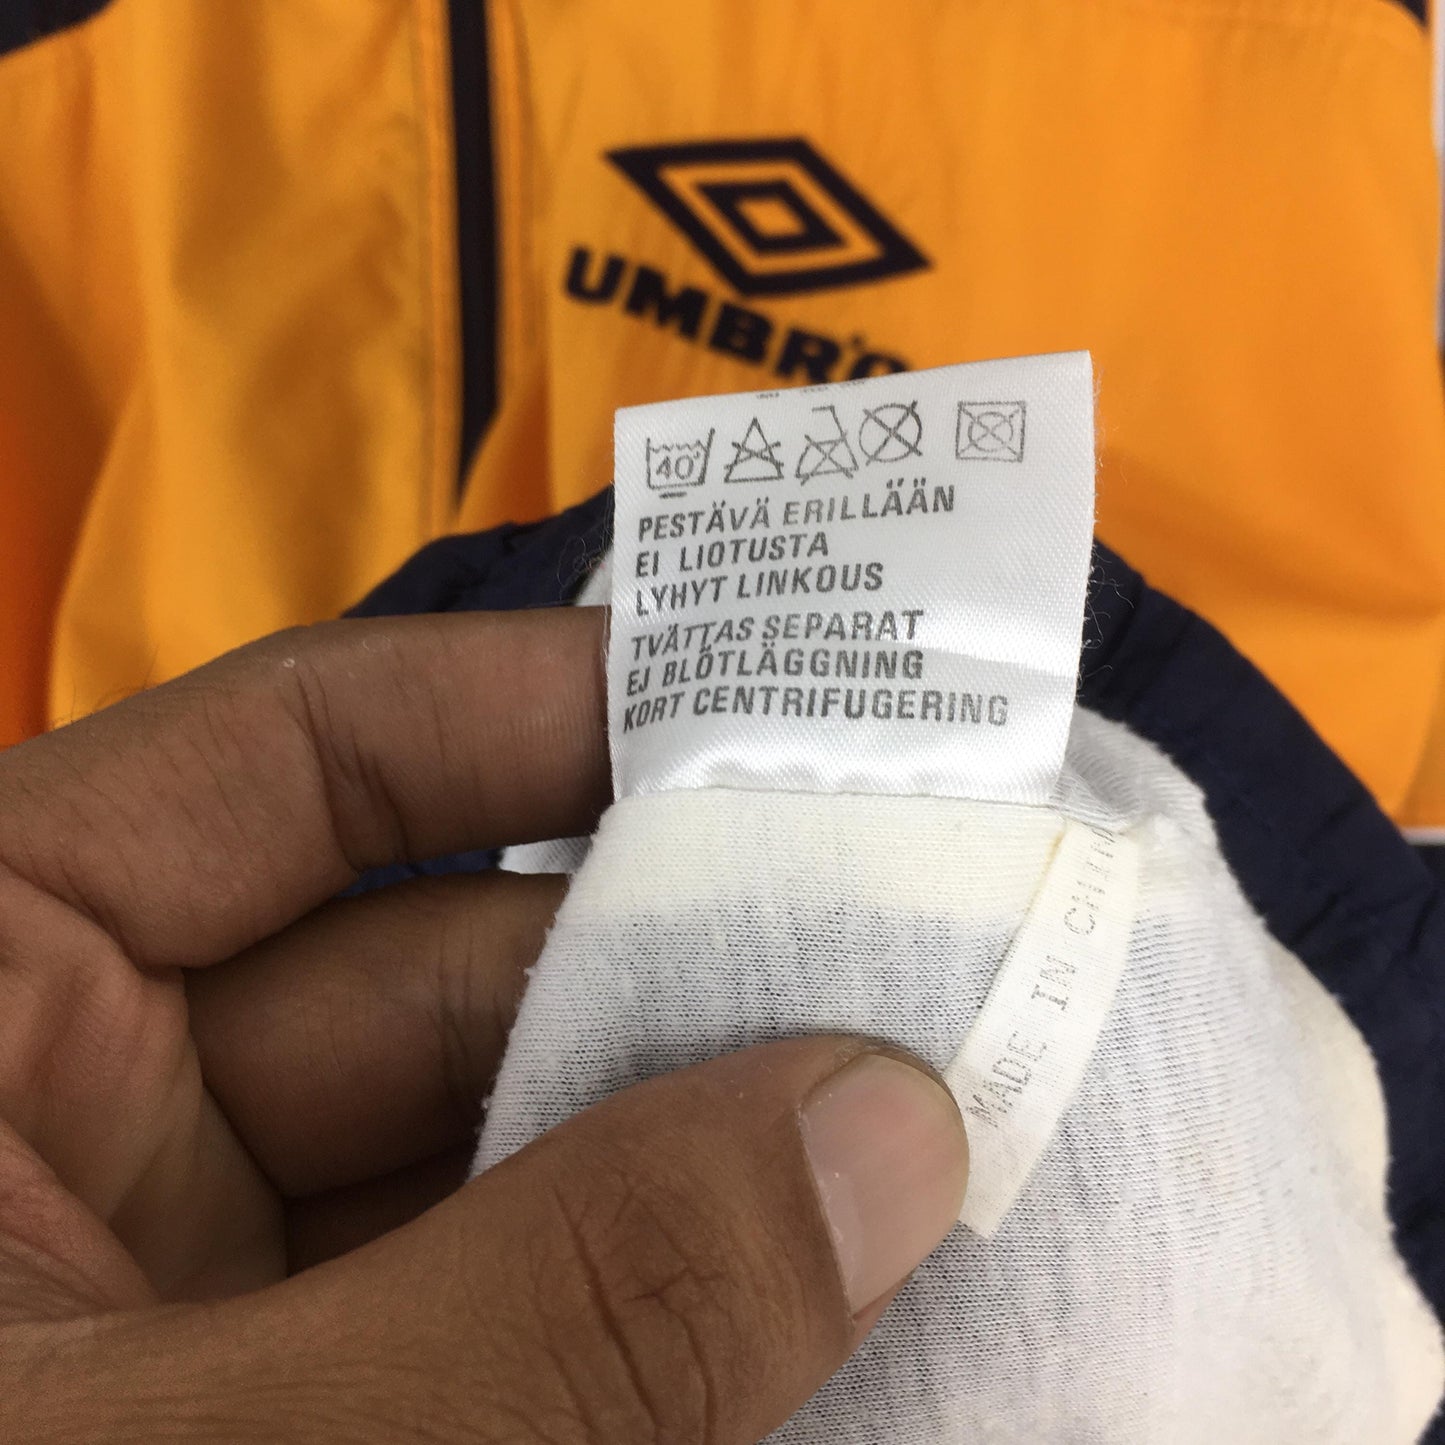 UMBRO
40°
PESTÄVÄ ERILLÄÄN
EI LIOTUSTA
LYHYT LINKOUS
TVÄTTAS SEPARAT
EJ BLÖTLÄGGNING
KORT CENTRIFUGERING
MADE IN CHINA